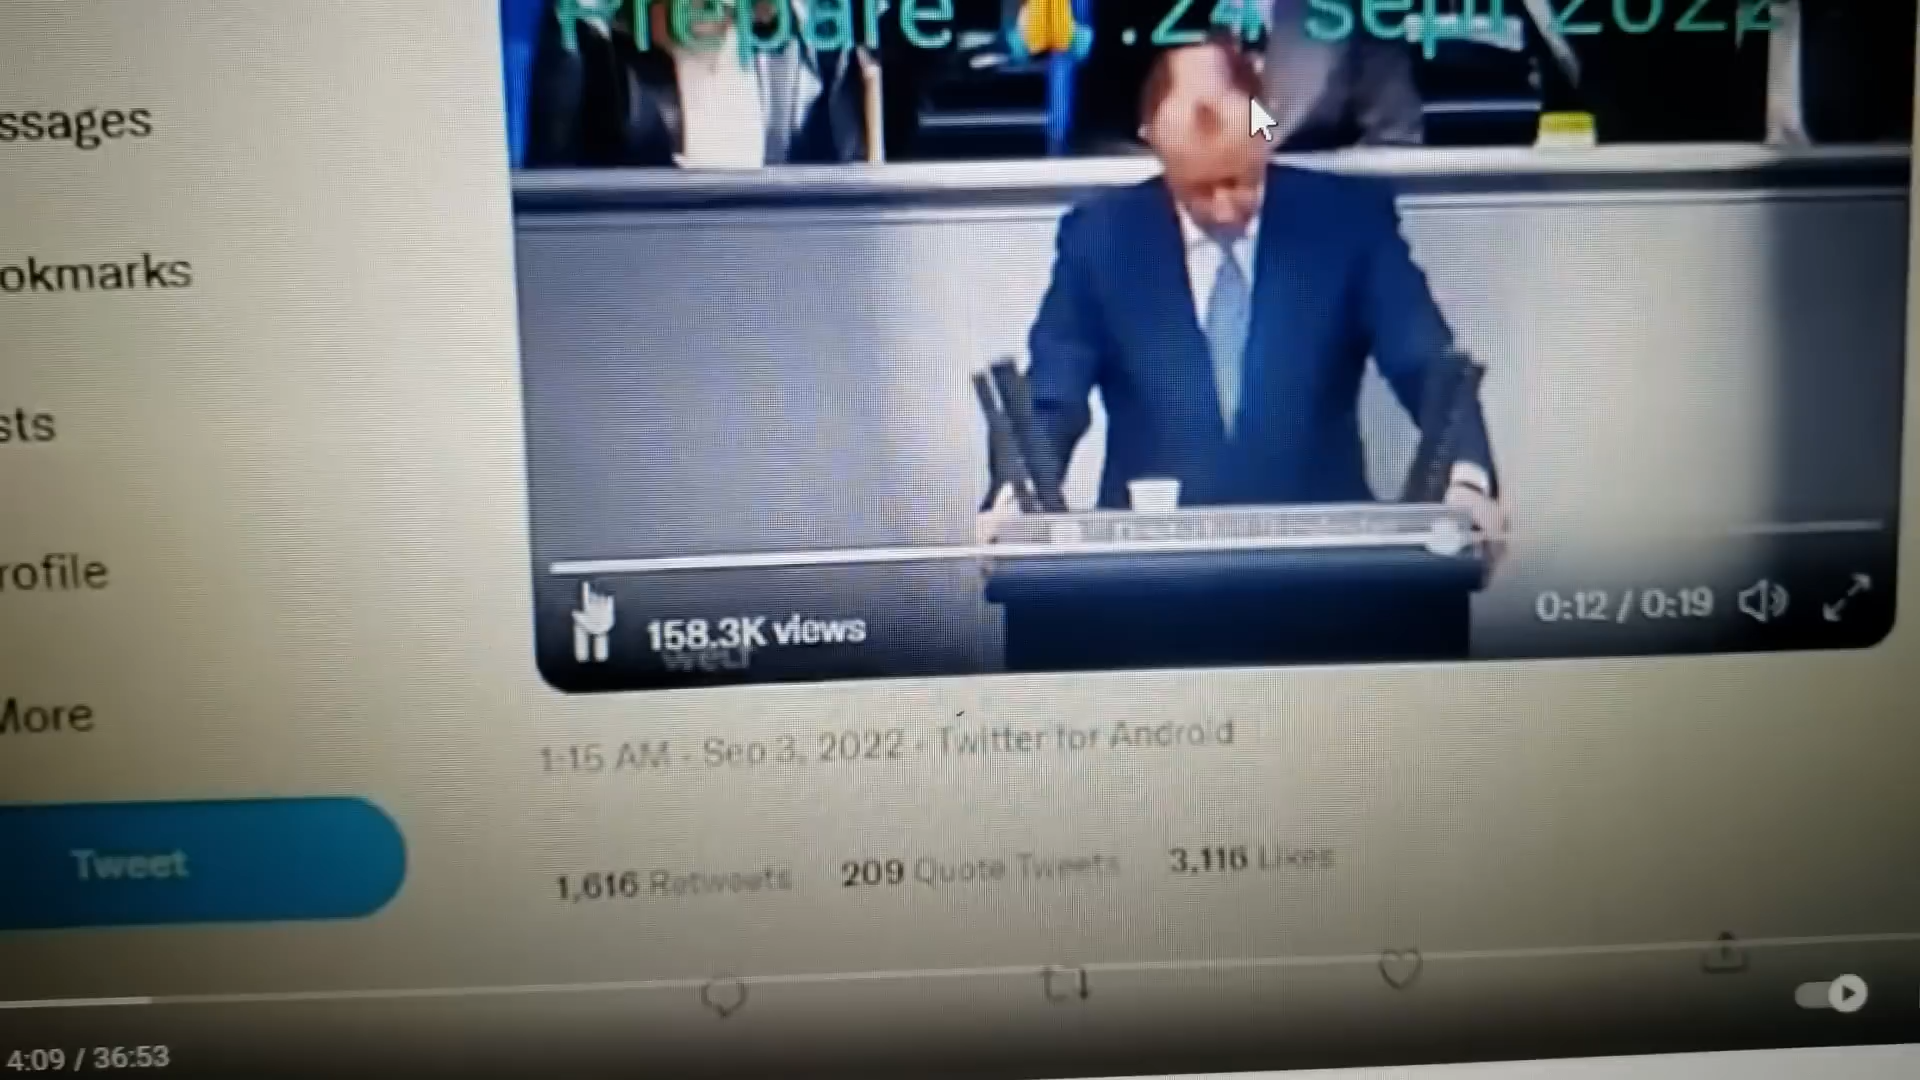 Prepare 24 sept 2022
ssages
okmarks
sts
rofile
More
Tweet
158.3K views
0:12 / 0:19
welt
1:15 AM · Sep 3, 2022 · Twitter for Android
1,616 Retweets 209 Quote Tweets 3,116 Likes
4:09 / 36:53